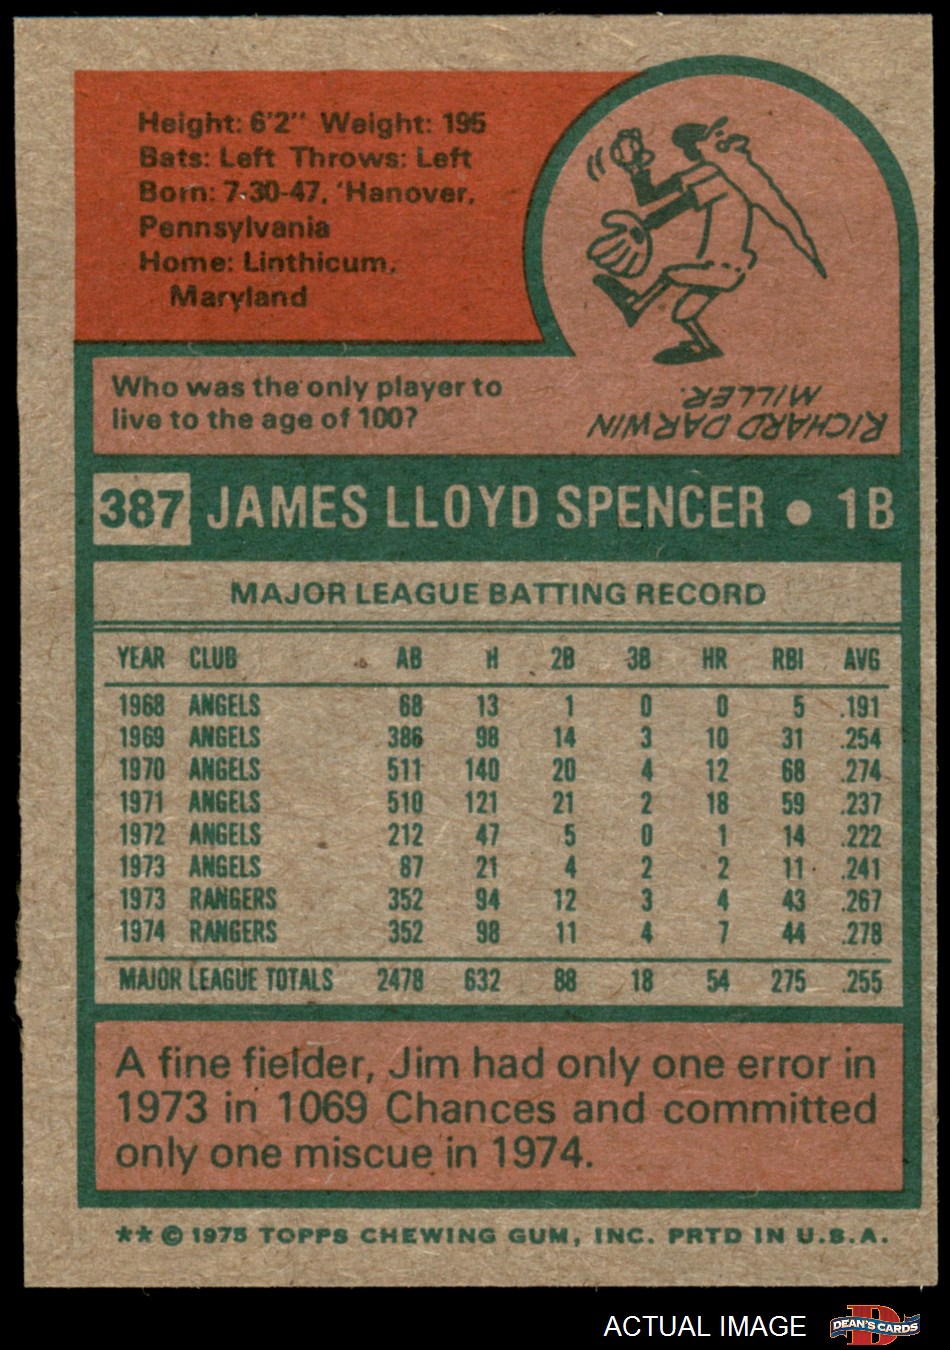 Height: 6'2" Weight: 195
Bats: Left Throws: Left
Born: 7-30-47, 'Hanover,
Pennsylvania
Home: Linthicum,
Maryland
Who was the only player to
live to the age of 100?
RICHARD DARWIN
MILLER.
387 JAMES LLOYD SPENCER • 1B
MAJOR LEAGUE BATTING RECORD
YEAR CLUB AB H 2B 3B HR RBI AVG
1968 ANGELS 68 13 1 0 0 5 .191
1969 ANGELS 386 98 14 3 10 31 .254
1970 ANGELS 511 140 20 4 12 68 .274
1971 ANGELS 510 121 21 2 18 59 .237
1972 ANGELS 212 47 5 0 1 14 .222
1973 ANGELS 87 21 4 2 2 11 .241
1973 RANGERS 352 94 12 3 4 43 .267
1974 RANGERS 352 98 11 4 7 44 .278
MAJOR LEAGUE TOTALS 2478 632 88 18 54 275 .255
A fine fielder, Jim had only one error in
1973 in 1069 Chances and committed
only one miscue in 1974.
** © 1975 TOPPS CHEWING GUM, INC. PRTD IN U.S.A.
ACTUAL IMAGE
DEAN'S CARDS